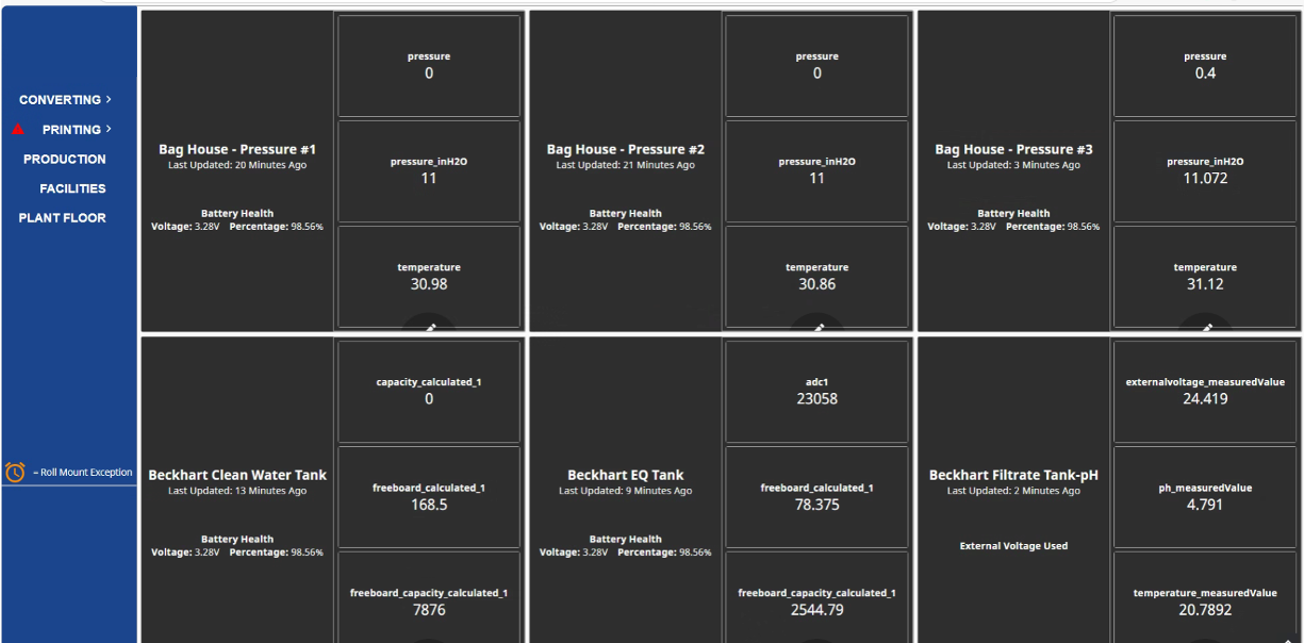 CONVERTING >
PRINTING >
PRODUCTION
FACILITIES
PLANT FLOOR
– Roll Mount Exception
Bag House - Pressure #1
Last Updated: 20 Minutes Ago
Battery Health
Voltage: 3.28V Percentage: 98.56%
pressure
0
pressure_inH2O
11
temperature
30.98
Bag House - Pressure #2
Last Updated: 21 Minutes Ago
Battery Health
Voltage: 3.28V Percentage: 98.56%
pressure
0
pressure_inH2O
11
temperature
30.86
Bag House - Pressure #3
Last Updated: 3 Minutes Ago
Battery Health
Voltage: 3.28V Percentage: 98.56%
pressure
0.4
pressure_inH2O
11.072
temperature
31.12
Beckhart Clean Water Tank
Last Updated: 13 Minutes Ago
Battery Health
Voltage: 3.28V Percentage: 98.56%
capacity_calculated_1
0
freeboard_calculated_1
168.5
freeboard_capacity_calculated_1
7876
Beckhart EQ Tank
Last Updated: 9 Minutes Ago
Battery Health
Voltage: 3.28V Percentage: 98.56%
adc1
23058
freeboard_calculated_1
78.375
freeboard_capacity_calculated_1
2544.79
Beckhart Filtrate Tank-pH
Last Updated: 2 Minutes Ago
External Voltage Used
externalvoltage_measuredValue
24.419
ph_measuredValue
4.791
temperature_measuredValue
20.7892